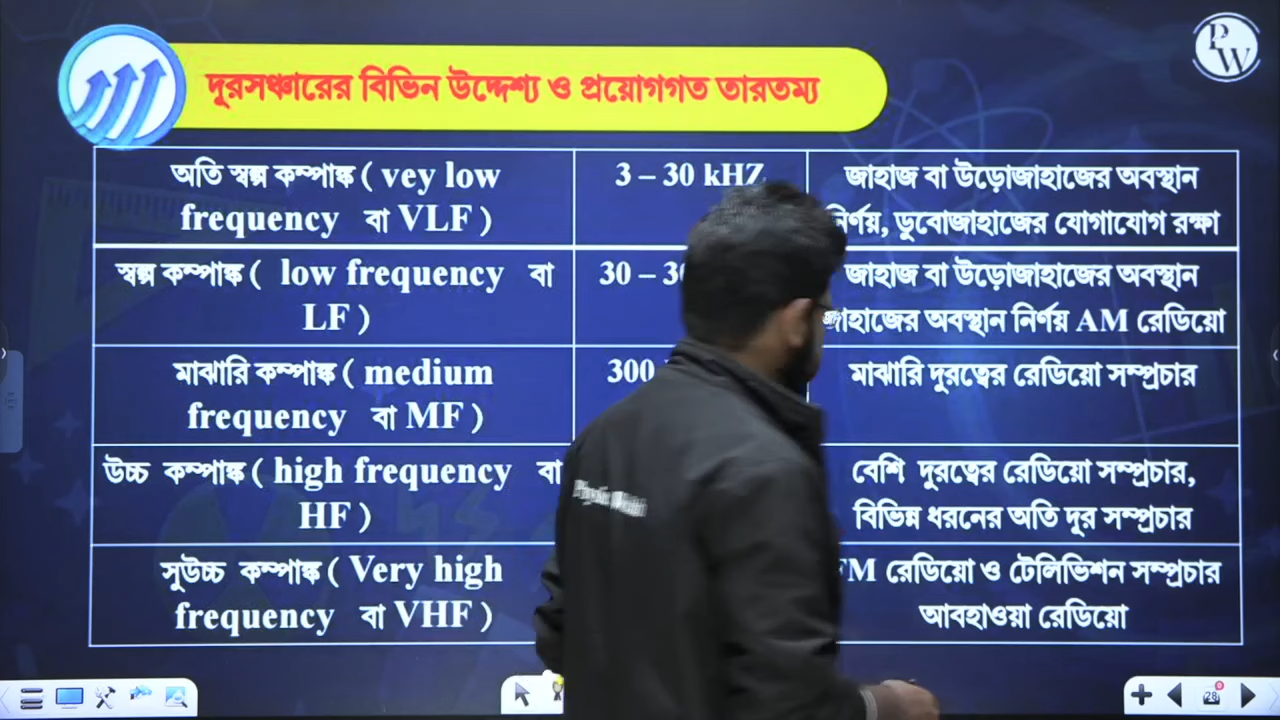 দূরসঞ্চারের বিভিন উদ্দেশ্য ও প্রয়োগগত তারতম্য
PW
অতি স্বল্প কম্পাঙ্ক ( vey low
frequency বা VLF )
3 – 30 kHZ
জাহাজ বা উড়োজাহাজের অবস্থান
নির্ণয়, ডুবোজাহাজের যোগাযোগ রক্ষা
স্বল্প কম্পাঙ্ক ( low frequency বা
LF )
30 –
জাহাজ বা উড়োজাহাজের অবস্থান
জাহাজের অবস্থান নির্ণয় AM রেডিয়ো
মাঝারি কম্পাঙ্ক ( medium
frequency বা MF )
300
মাঝারি দূরত্বের রেডিয়ো সম্প্রচার
উচ্চ কম্পাঙ্ক ( high frequency বা
HF )
বেশি দূরত্বের রেডিয়ো সম্প্রচার,
বিভিন্ন ধরনের অতি দূর সম্প্রচার
সুউচ্চ কম্পাঙ্ক ( Very high
frequency বা VHF )
FM রেডিয়ো ও টেলিভিশন সম্প্রচার
আবহাওয়া রেডিয়ো
28